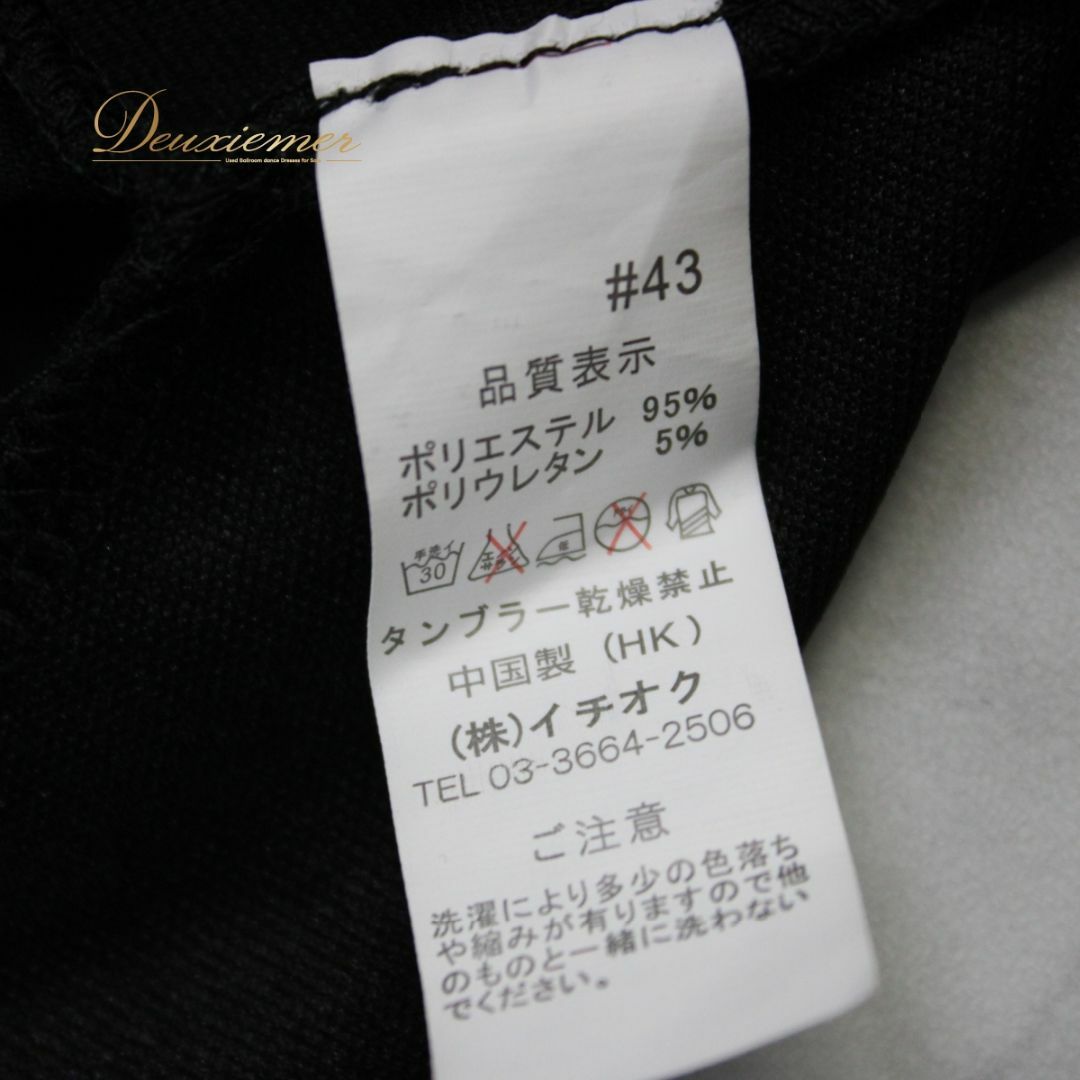 Deuxiemer
Used Ballroom dance Dresses for Sale
#43
品質表示
ポリエステル 95%
ポリウレタン 5%
手洗イ
30
低
タンブラー乾燥禁止
中国製 (HK)
(株)イチオク
TEL 03-3664-2506
ご注意
洗濯により多少の色落ち
や縮みが有りますので他
のものと一緒に洗わない
でください。